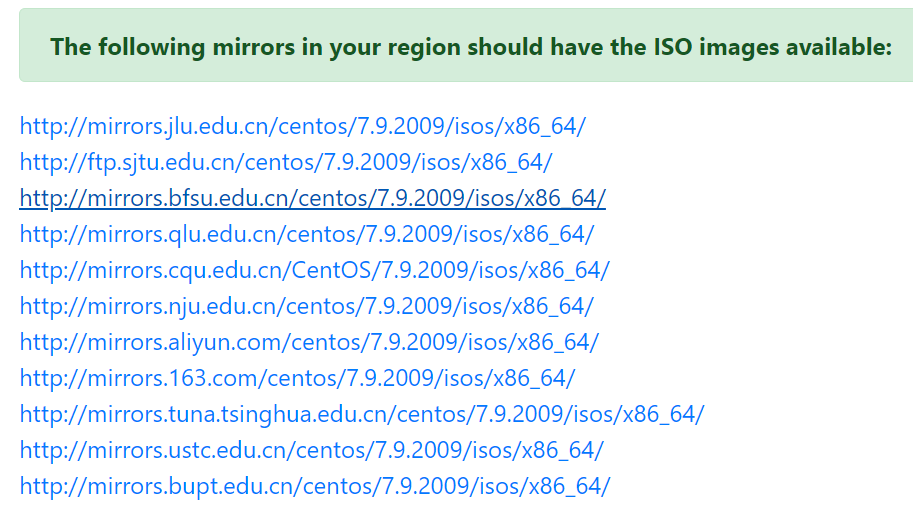 The following mirrors in your region should have the ISO images available:
http://mirrors.jlu.edu.cn/centos/7.9.2009/isos/x86_64/
http://ftp.sjtu.edu.cn/centos/7.9.2009/isos/x86_64/
http://mirrors.bfsu.edu.cn/centos/7.9.2009/isos/x86_64/
http://mirrors.qlu.edu.cn/centos/7.9.2009/isos/x86_64/
http://mirrors.cqu.edu.cn/CentOS/7.9.2009/isos/x86_64/
http://mirrors.nju.edu.cn/centos/7.9.2009/isos/x86_64/
http://mirrors.aliyun.com/centos/7.9.2009/isos/x86_64/
http://mirrors.163.com/centos/7.9.2009/isos/x86_64/
http://mirrors.tuna.tsinghua.edu.cn/centos/7.9.2009/isos/x86_64/
http://mirrors.ustc.edu.cn/centos/7.9.2009/isos/x86_64/
http://mirrors.bupt.edu.cn/centos/7.9.2009/isos/x86_64/